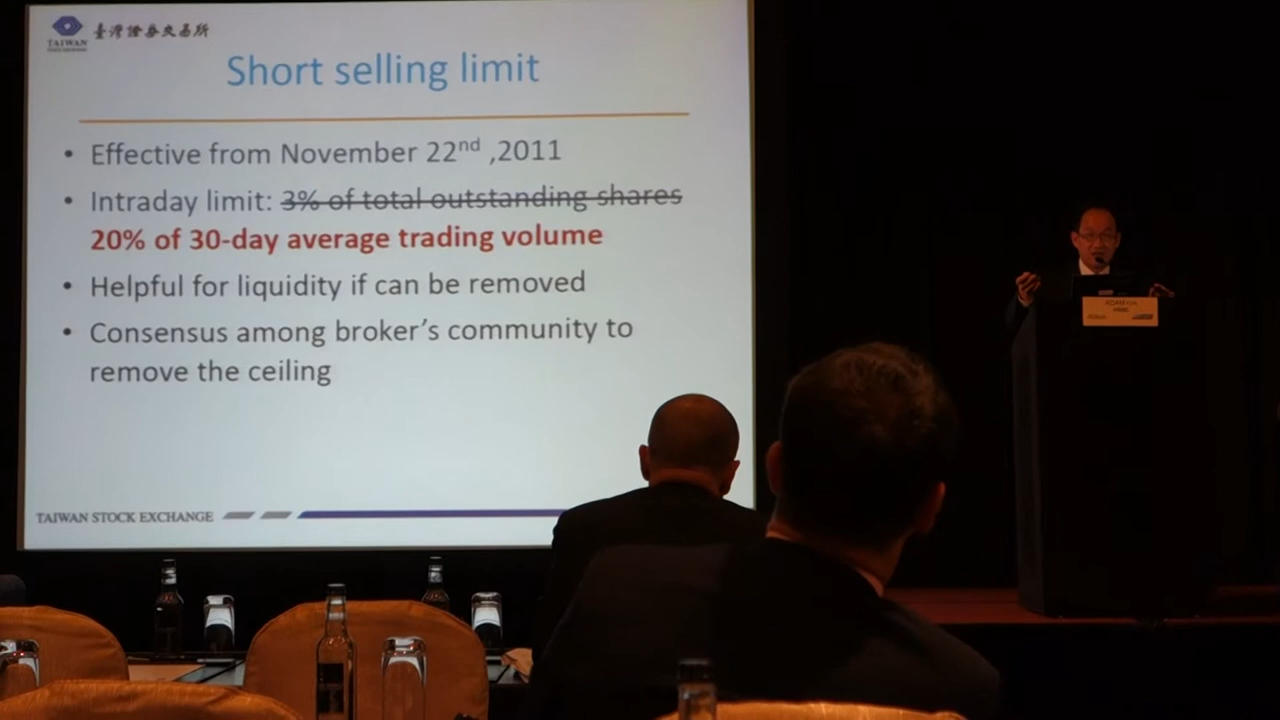 TAIWAN
臺灣證券交易所
Short selling limit
• Effective from November 22nd ,2011
• Intraday limit: 3% of total outstanding shares
20% of 30-day average trading volume
• Helpful for liquidity if can be removed
• Consensus among broker's community to
remove the ceiling
TAIWAN STOCK EXCHANGE
ADAM